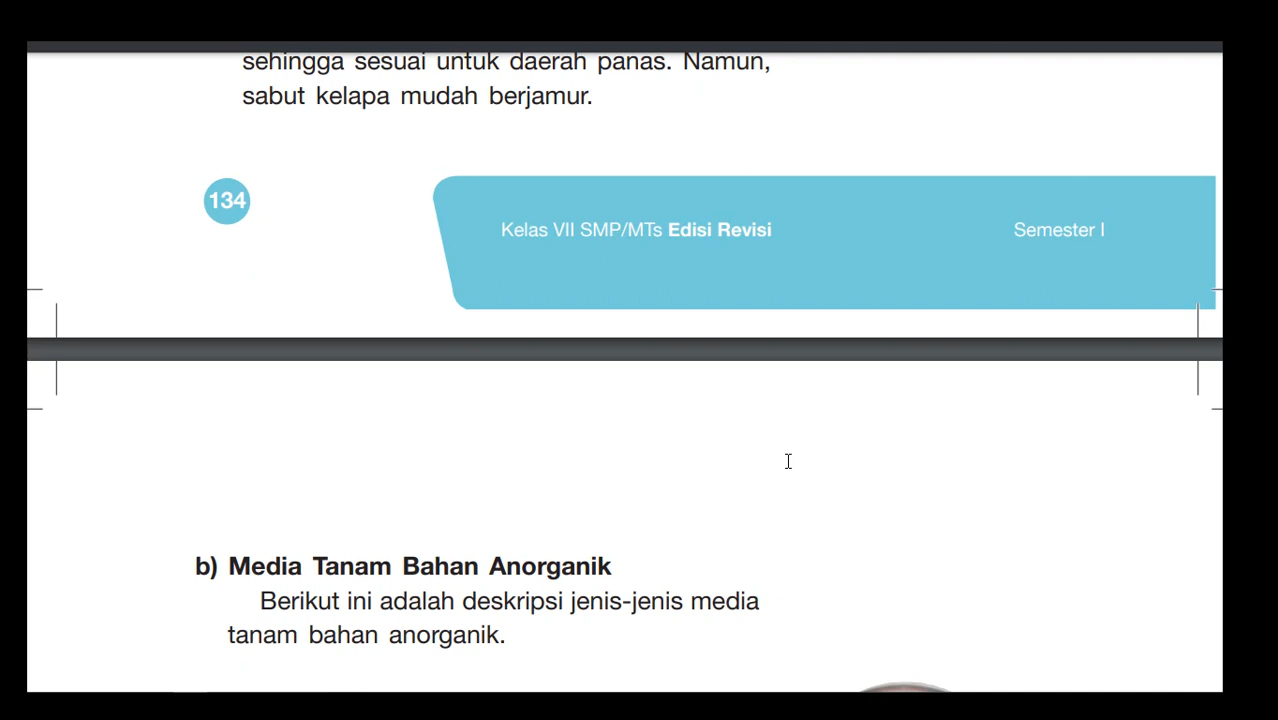 sehingga sesuai untuk daerah panas. Namun,
sabut kelapa mudah berjamur.
134
Kelas VII SMP/MTs Edisi Revisi
Semester I
b) Media Tanam Bahan Anorganik
Berikut ini adalah deskripsi jenis-jenis media
tanam bahan anorganik.